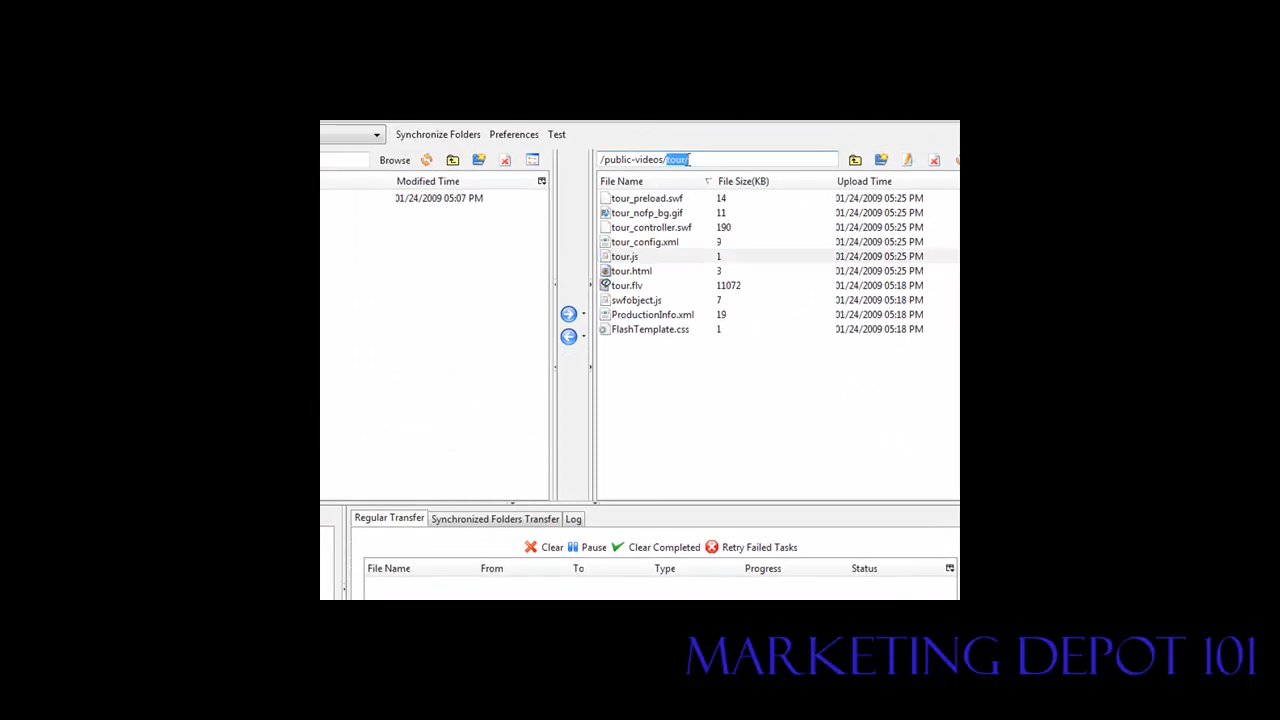 Synchronize Folders Preferences Test
Browse /public-videos/tour/
Modified Time File Name File Size(KB) Upload Time
01/24/2009 05:07 PM tour_preload.swf 14 01/24/2009 05:25 PM
tour_nofp_bg.gif 11 01/24/2009 05:25 PM
tour_controller.swf 190 01/24/2009 05:25 PM
tour_config.xml 9 01/24/2009 05:25 PM
tour.js 1 01/24/2009 05:25 PM
tour.html 3 01/24/2009 05:25 PM
tour.flv 11072 01/24/2009 05:18 PM
swfobject.js 7 01/24/2009 05:18 PM
ProductionInfo.xml 19 01/24/2009 05:18 PM
FlashTemplate.css 1 01/24/2009 05:18 PM
Regular Transfer Synchronized Folders Transfer Log
Clear Pause Clear Completed Retry Failed Tasks
File Name From To Type Progress Status
MARKETING DEPOT 101